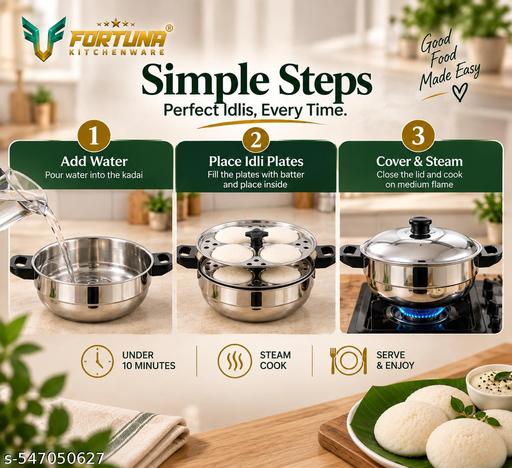 FORTUNA®
KITCHENWARE
Good
Food
Made Easy
Simple Steps
Perfect Idlis, Every Time.
1
Add Water
Pour water into the kadai
2
Place Idli Plates
Fill the plates with batter
and place inside
3
Cover & Steam
Close the lid and cook
on medium flame
UNDER
10 MINUTES
STEAM
COOK
SERVE
& ENJOY
s-547050627